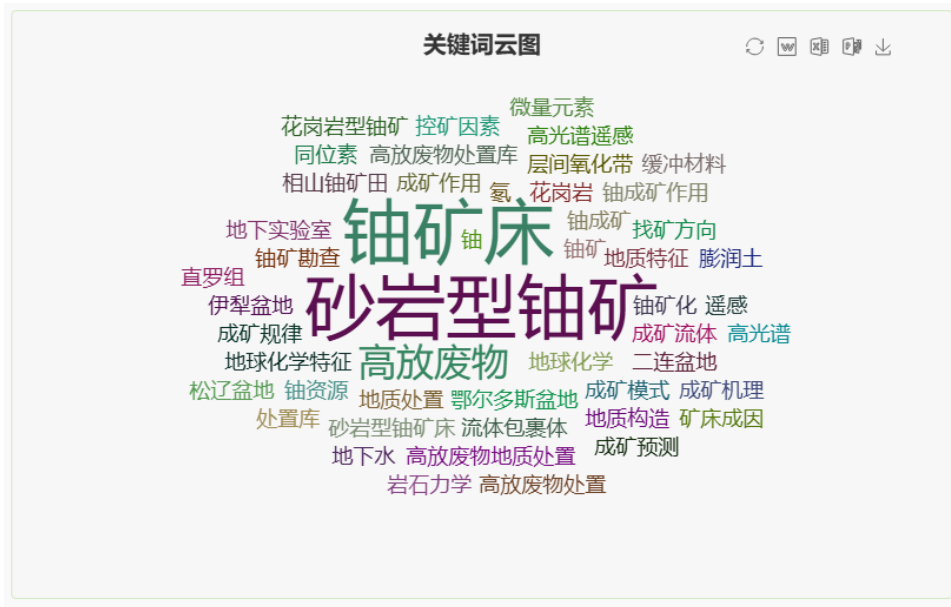 关键词云图
微量元素
花岗岩型铀矿 控矿因素 高光谱遥感
同位素 高放废物处置库 层间氧化带 缓冲材料
相山铀矿田 成矿作用 氡 花岗岩 铀成矿作用
地下实验室 铀矿床 铀 铀成矿 找矿方向
铀矿勘查 铀矿 地质特征 膨润土
直罗组
伊犁盆地 砂岩型铀矿 铀矿化 遥感
成矿规律 成矿流体 高光谱
地球化学特征 高放废物 地球化学 二连盆地
松辽盆地 铀资源 地质处置 鄂尔多斯盆地 成矿模式 成矿机理
处置库 砂岩型铀矿床 流体包裹体 地质构造 矿床成因
地下水 高放废物地质处置 成矿预测
岩石力学 高放废物处置